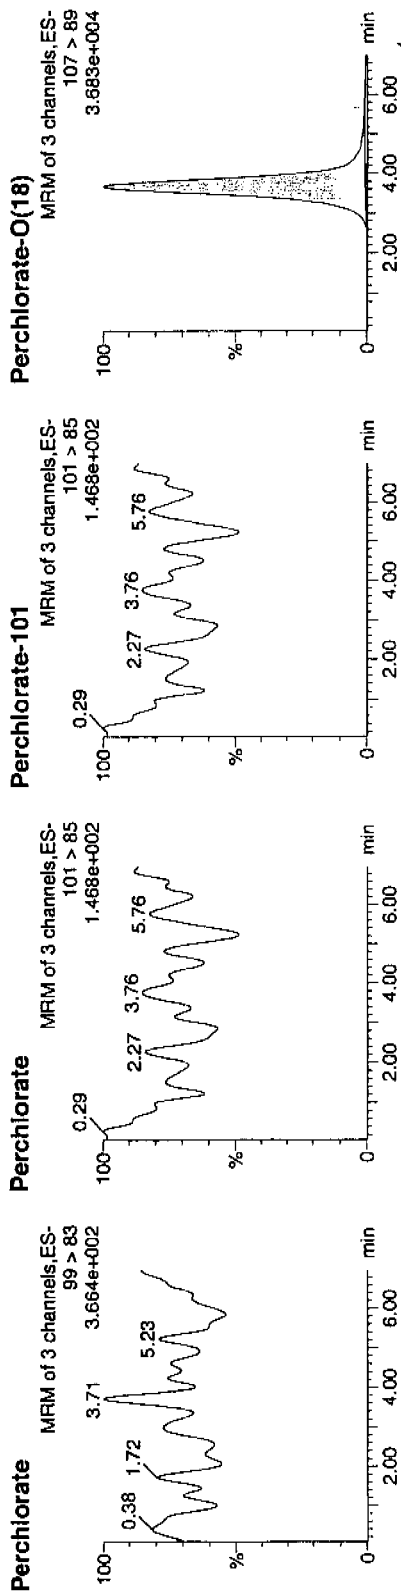 Perchlorate
MRM of 3 channels,ES-
99 > 83
3.664e+002
100
%
0
0.38
1.72
3.71
5.23
2.00
4.00
6.00
min
Perchlorate
MRM of 3 channels,ES-
101 > 85
1.468e+002
100
%
0
0.29
2.27
3.76
5.76
2.00
4.00
6.00
min
Perchlorate-101
MRM of 3 channels,ES-
101 > 85
1.468e+002
100
%
0
0.29
2.27
3.76
5.76
2.00
4.00
6.00
min
Perchlorate-O(18)
MRM of 3 channels,ES-
107 > 89
3.683e+004
100
%
0
2.00
4.00
6.00
min